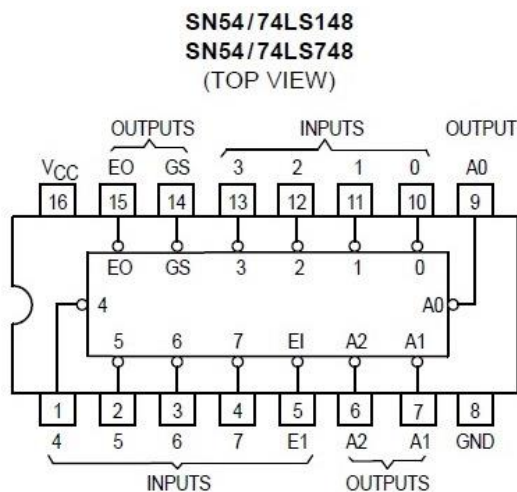 SN54/74LS148
SN54/74LS748
(TOP VIEW)
OUTPUTS INPUTS OUTPUT
VCC EO GS 3 2 1 0 A0
16 15 14 13 12 11 10 9
EO GS 3 2 1 0
4 A0
5 6 7 EI A2 A1
1 2 3 4 5 6 7 8
4 5 6 7 E1 A2 A1 GND
INPUTS OUTPUTS